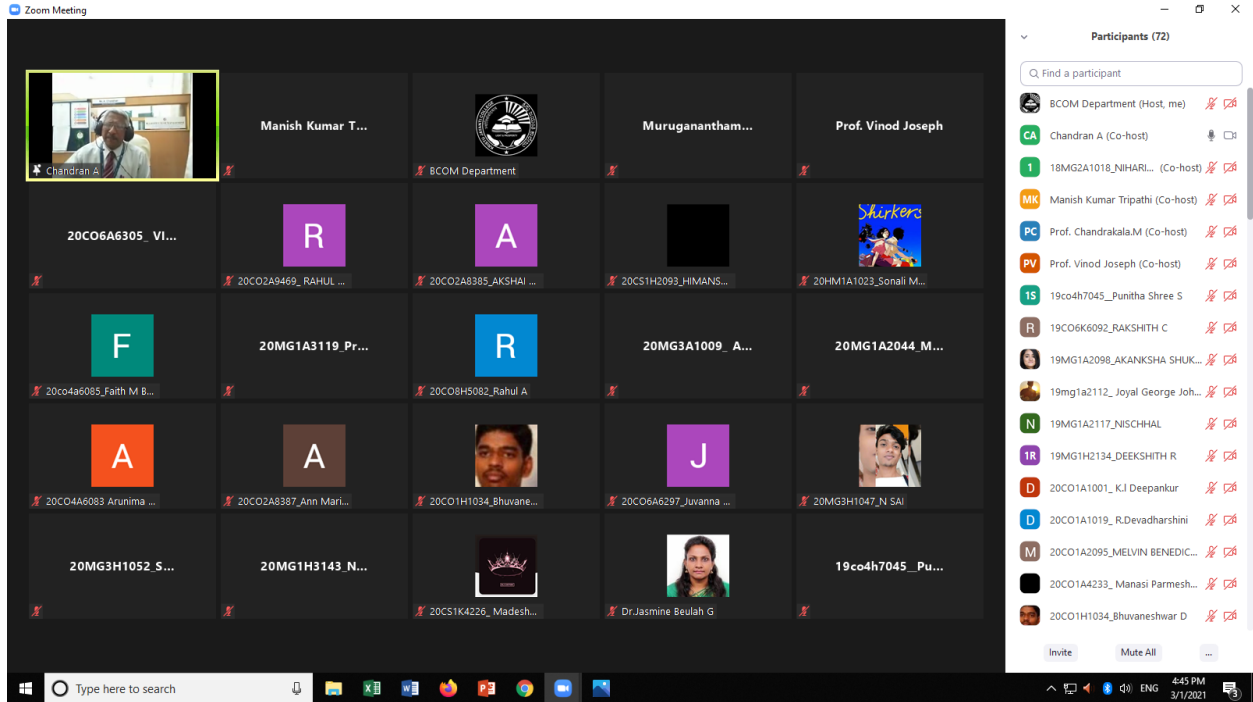 Zoom Meeting
Chandran A
Manish Kumar T...
BCOM Department
Muruganantham...
Prof. Vinod Joseph
20CO6A6305_ VI...
R
20CO2A9469_ RAHUL ...
A
20CO2A8385_AKSHAI ...
20CS1H2093_HIMANS...
Shirkers
20HM1A1023_Sonali M...
F
20co4a6085_Faith M B...
20MG1A3119_Pr...
R
20CO8H5082_Rahul A
20MG3A1009_ A...
20MG1A2044_M...
A
20CO4A6083 Arunima ...
A
20CO2A8387_Ann Mari...
20CO1H1034_Bhuvane...
J
20CO6A6297_Juvanna ...
20MG3H1047_N SAI
20MG3H1052_S...
20MG1H3143_N...
20CS1K4226_ Madesh...
Dr.Jasmine Beulah G
19co4h7045_ Pu...
Participants (72)
Find a participant
BCOM Department (Host, me)
CA
Chandran A (Co-host)
1
18MG2A1018_NIHARI... (Co-host)
MK
Manish Kumar Tripathi (Co-host)
PC
Prof. Chandrakala.M (Co-host)
PV
Prof. Vinod Joseph (Co-host)
1S
19co4h7045__Punitha Shree S
R
19CO6K6092_RAKSHITH C
19MG1A2098_AKANKSHA SHUK...
19mg1a2112_ Joyal George Joh...
N
19MG1A2117_NISCHHAL
1R
19MG1H2134_DEEKSHITH R
D
20CO1A1001_ K.I Deepankur
D
20CO1A1019_ R.Devadharshini
M
20CO1A2095_MELVIN BENEDIC...
20CO1A4233_ Manasi Parmesh...
20CO1H1034_Bhuvaneshwar D
Invite
Mute All
...
Type here to search
ENG
4:45 PM
3/1/2021
3